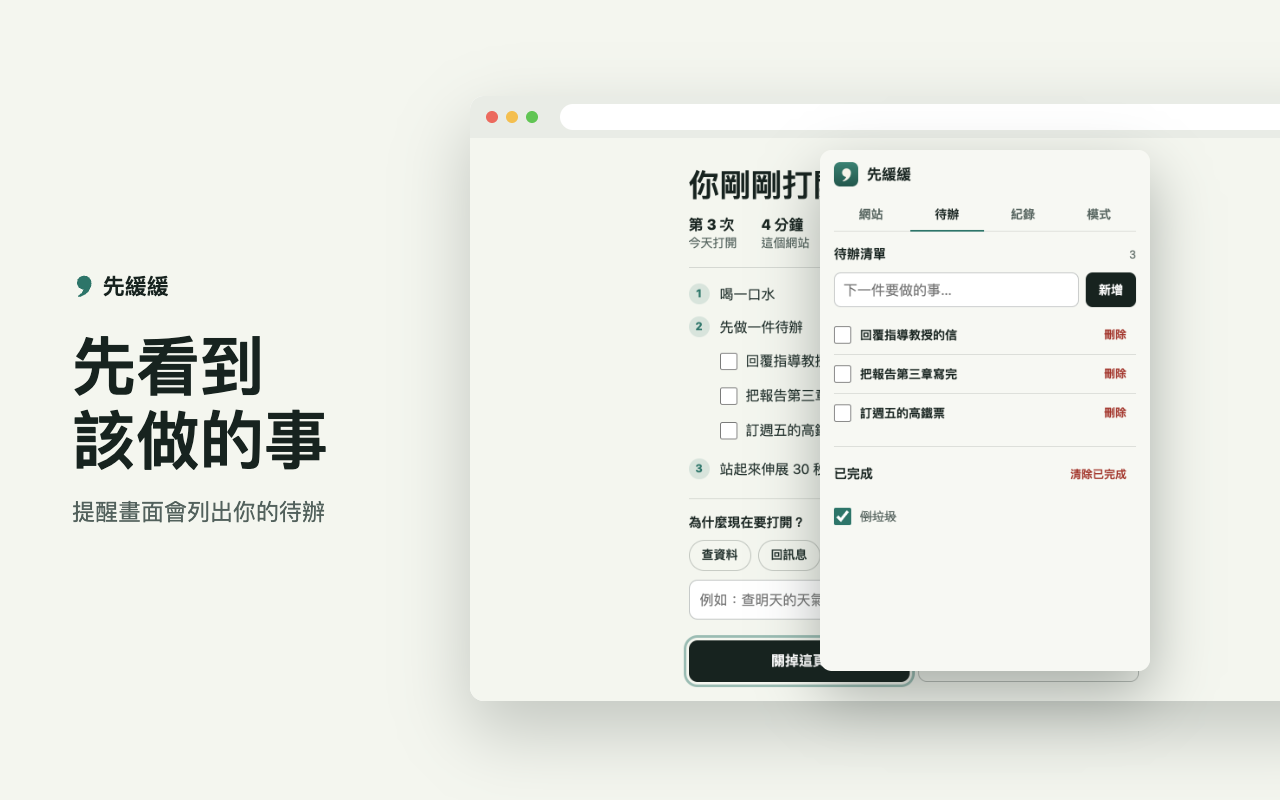 先緩緩
先看到
該做的事
提醒畫面會列出你的待辦
你剛剛打
第 3 次
今天打開
4 分鐘
這個網站
1 喝一口水
2 先做一件待辦
回覆指導教
把報告第三
訂週五的高
3 站起來伸展 30
為什麼現在要打開？
查資料
回訊息
例如：查明天的天
關掉這
先緩緩
網站
待辦
紀錄
模式
待辦清單
3
下一件要做的事...
新增
回覆指導教授的信
刪除
把報告第三章寫完
刪除
訂週五的高鐵票
刪除
已完成
清除已完成
倒垃圾